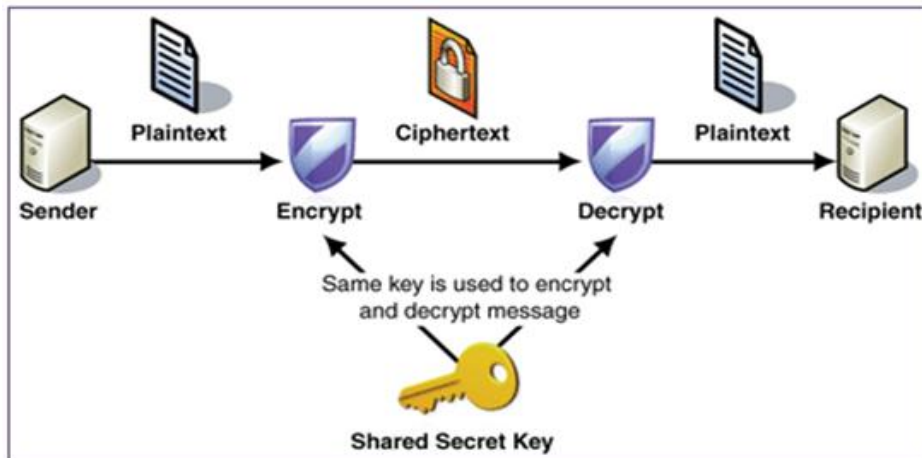 Plaintext
Ciphertext
Plaintext
Sender
Encrypt
Decrypt
Recipient
Same key is used to encrypt
and decrypt message
Shared Secret Key